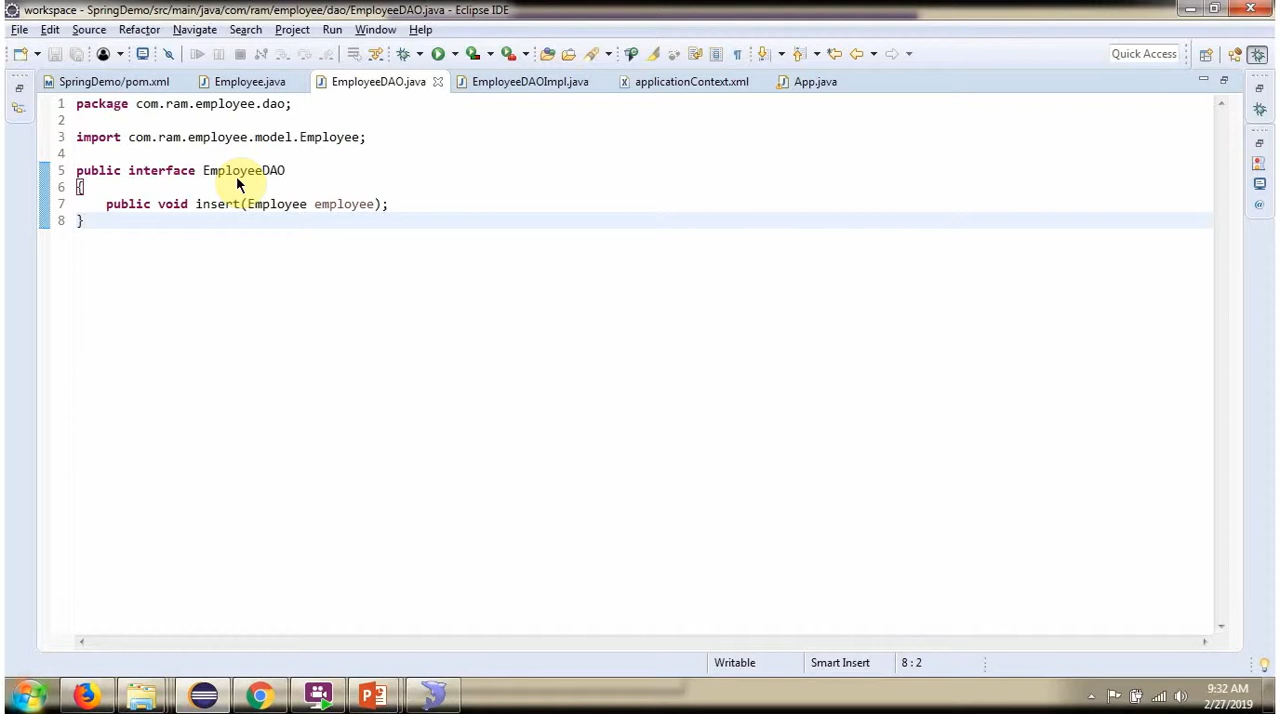 workspace - SpringDemo/src/main/java/com/ram/employee/dao/EmployeeDAO.java - Eclipse IDE
File Edit Source Refactor Navigate Search Project Run Window Help
Quick Access
SpringDemo/pom.xml Employee.java EmployeeDAO.java EmployeeDAOImpl.java applicationContext.xml App.java
1 package com.ram.employee.dao;
2
3 import com.ram.employee.model.Employee;
4
5 public interface EmployeeDAO
6 {
7 public void insert(Employee employee);
8 }
Writable Smart Insert 8 : 2
9:32 AM
2/27/2019